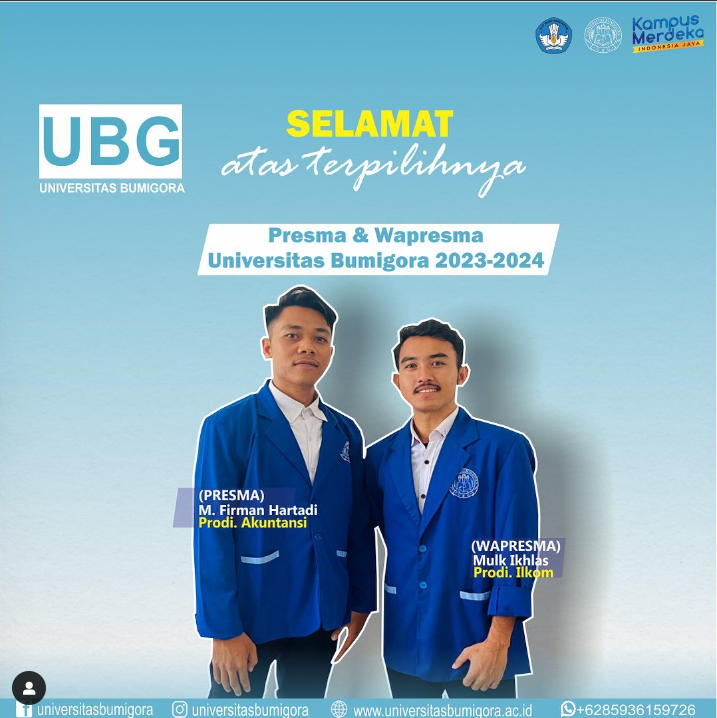 Kampus
Merdeka
INDONESIA JAYA
UBG
UNIVERSITAS BUMIGORA
SELAMAT
atas terpilihnya
Presma & Wapresma
Universitas Bumigora 2023-2024
(PRESMA)
M. Firman Hartadi
Prodi. Akuntansi
(WAPRESMA)
Mulk Ikhlas
Prodi. Ilkom
universitasbumigora
universitasbumigora
www.universitasbumigora.ac.id
+6285936159726